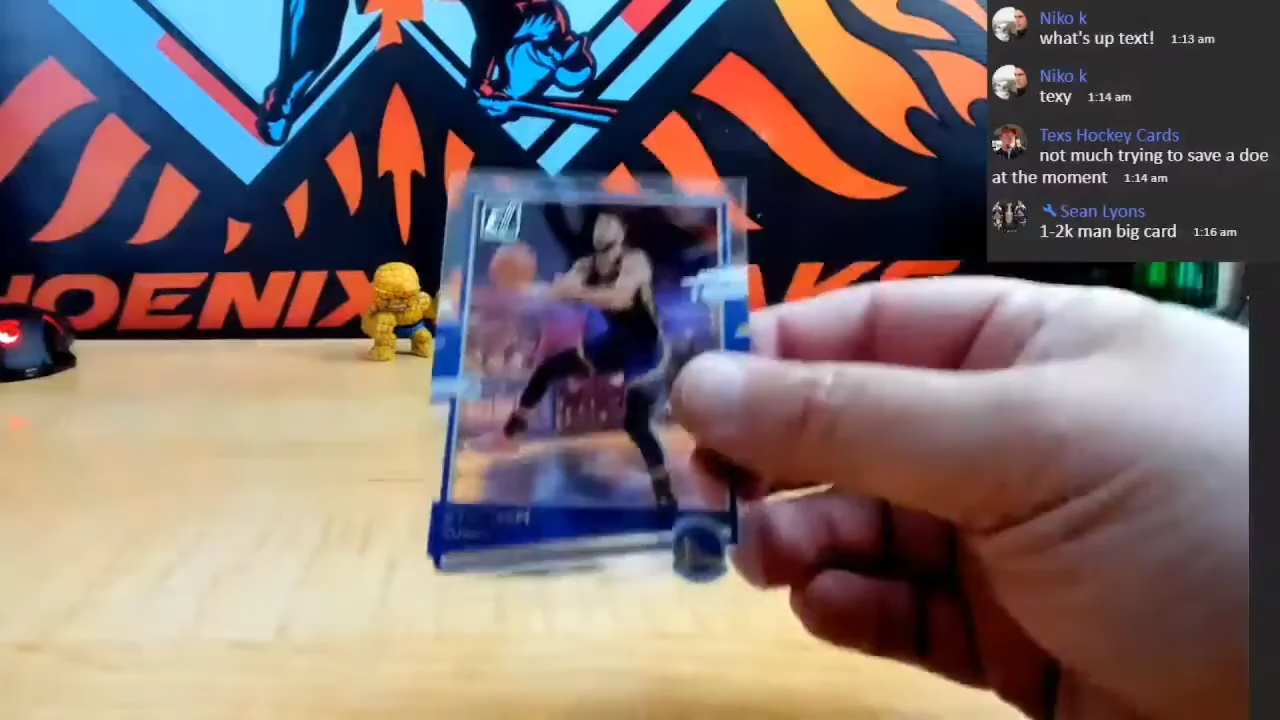 Niko k
what's up text! 1:13 am
Niko k
texy 1:14 am
Texs Hockey Cards
not much trying to save a doe
at the moment 1:14 am
Sean Lyons
1-2k man big card 1:16 am
HOENIX